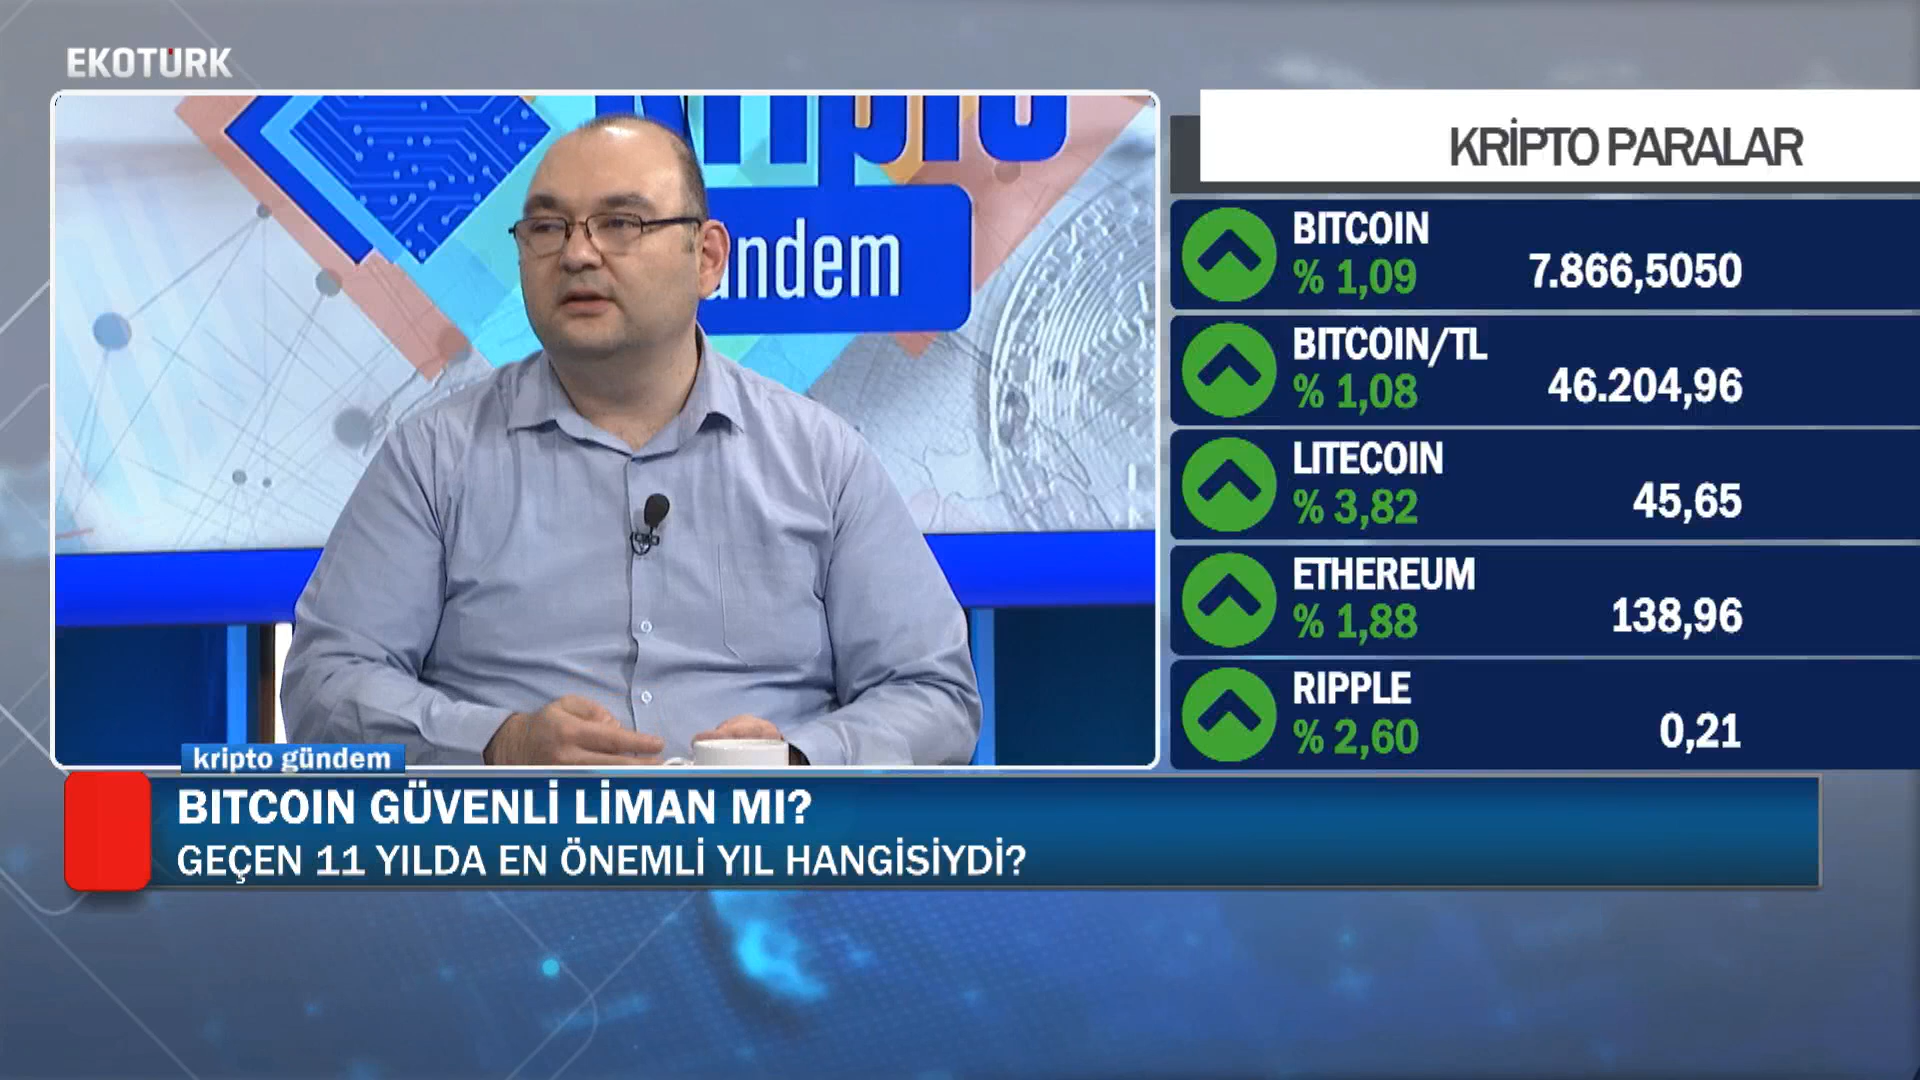 EKOTÜRK
Kripto
gündem
KRİPTO PARALAR
BITCOIN
% 1,09
7.866,5050
BITCOIN/TL
% 1,08
46.204,96
LITECOIN
% 3,82
45,65
ETHEREUM
% 1,88
138,96
RIPPLE
% 2,60
0,21
kripto gündem
BITCOIN GÜVENLİ LİMAN MI?
GEÇEN 11 YILDA EN ÖNEMLİ YIL HANGİSİYDİ?